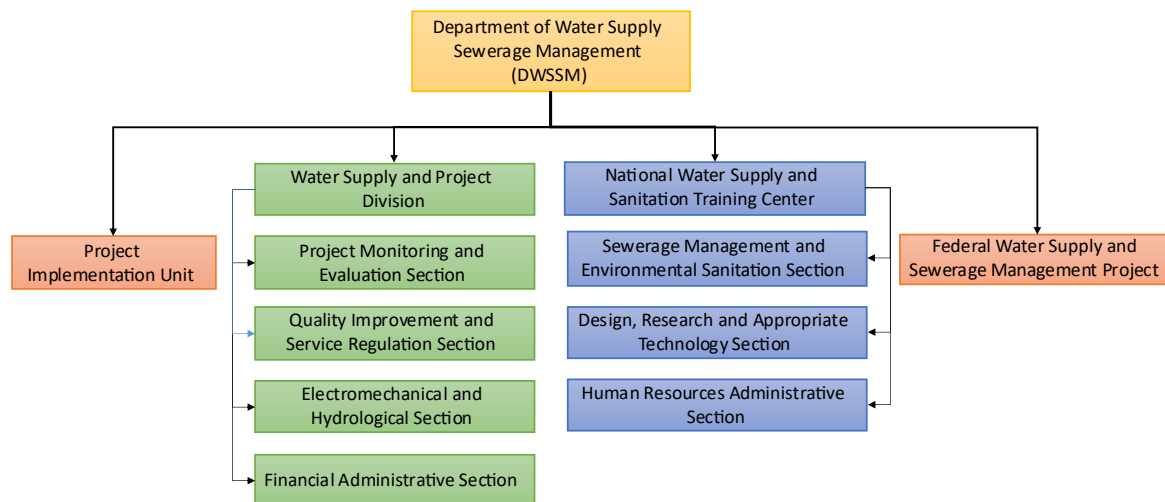 Department of Water Supply
Sewerage Management
(DWSSM)
Water Supply and Project
Division
National Water Supply and
Sanitation Training Center
Project
Implementation Unit
Project Monitoring and
Evaluation Section
Sewerage Management and
Environmental Sanitation Section
Federal Water Supply and
Sewerage Management Project
Quality Improvement and
Service Regulation Section
Design, Research and Appropriate
Technology Section
Electromechanical and
Hydrological Section
Human Resources Administrative
Section
Financial Administrative Section